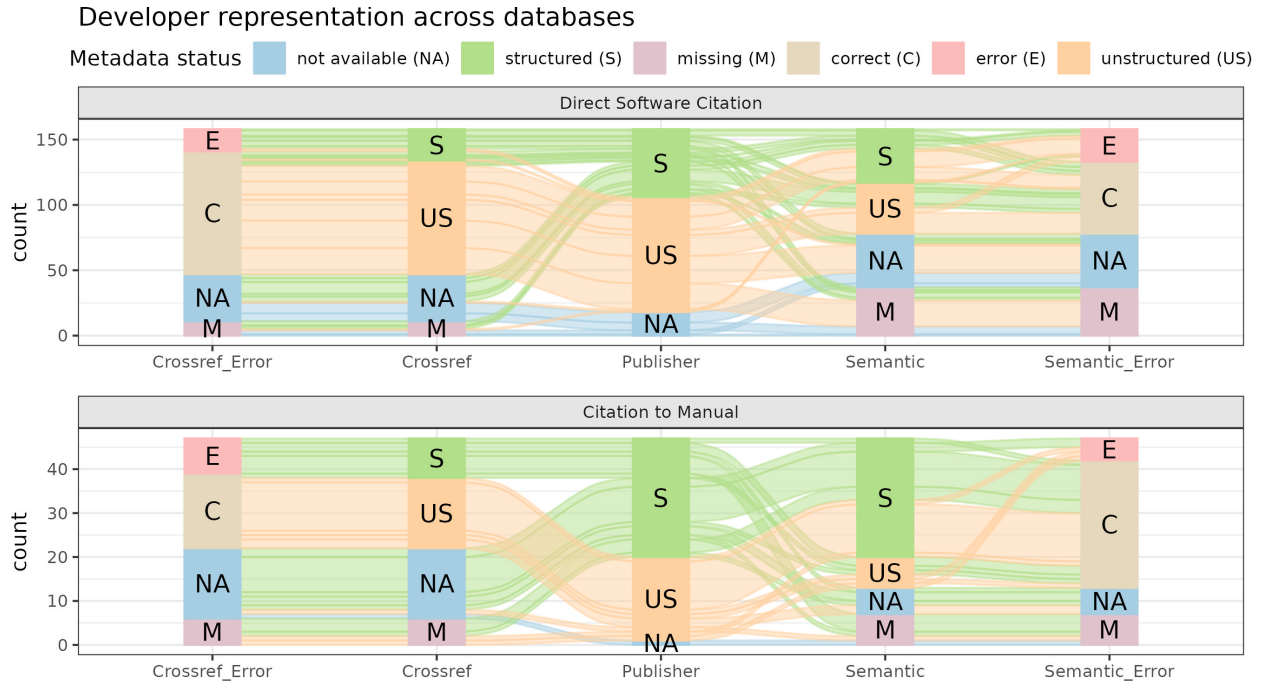 Developer representation across databases
Metadata status not available (NA) structured (S) missing (M) correct (C) error (E) unstructured (US)
Direct Software Citation
count
150
100
50
0
E C NA M
S US NA M
S US NA
S US NA M
E C NA M
Crossref_Error Crossref Publisher Semantic Semantic_Error
Citation to Manual
count
40
30
20
10
0
E C NA M
S US NA M
S US NA
S US NA M
E C NA M
Crossref_Error Crossref Publisher Semantic Semantic_Error